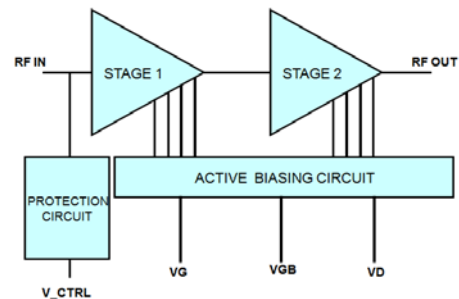 RF IN
STAGE 1
STAGE 2
RF OUT
PROTECTION
CIRCUIT
ACTIVE BIASING CIRCUIT
V_CTRL
VG
VGB
VD